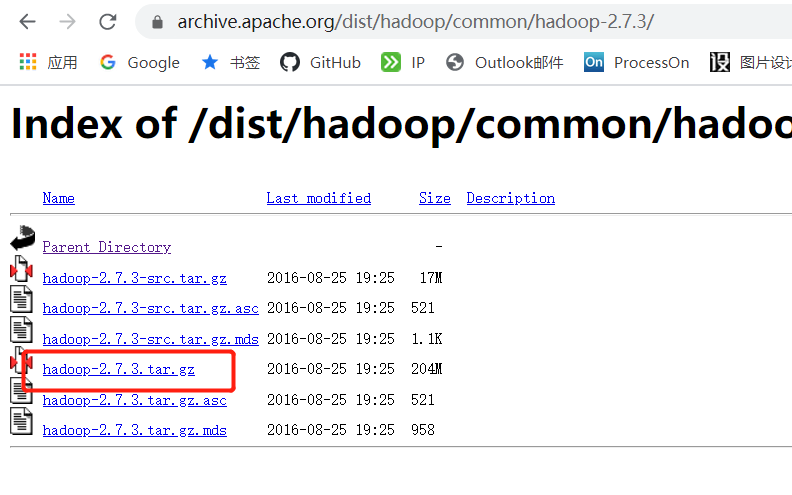 archive.apache.org/dist/hadoop/common/hadoop-2.7.3/
应用 Google 书签 GitHub IP Outlook邮件 On ProcessOn 图片设计
Index of /dist/hadoop/common/hadoo
Name Last modified Size Description
Parent Directory -
hadoop-2.7.3-src.tar.gz 2016-08-25 19:25 17M
hadoop-2.7.3-src.tar.gz.asc 2016-08-25 19:25 521
hadoop-2.7.3-src.tar.gz.mds 2016-08-25 19:25 1.1K
hadoop-2.7.3.tar.gz 2016-08-25 19:25 204M
hadoop-2.7.3.tar.gz.asc 2016-08-25 19:25 521
hadoop-2.7.3.tar.gz.mds 2016-08-25 19:25 958